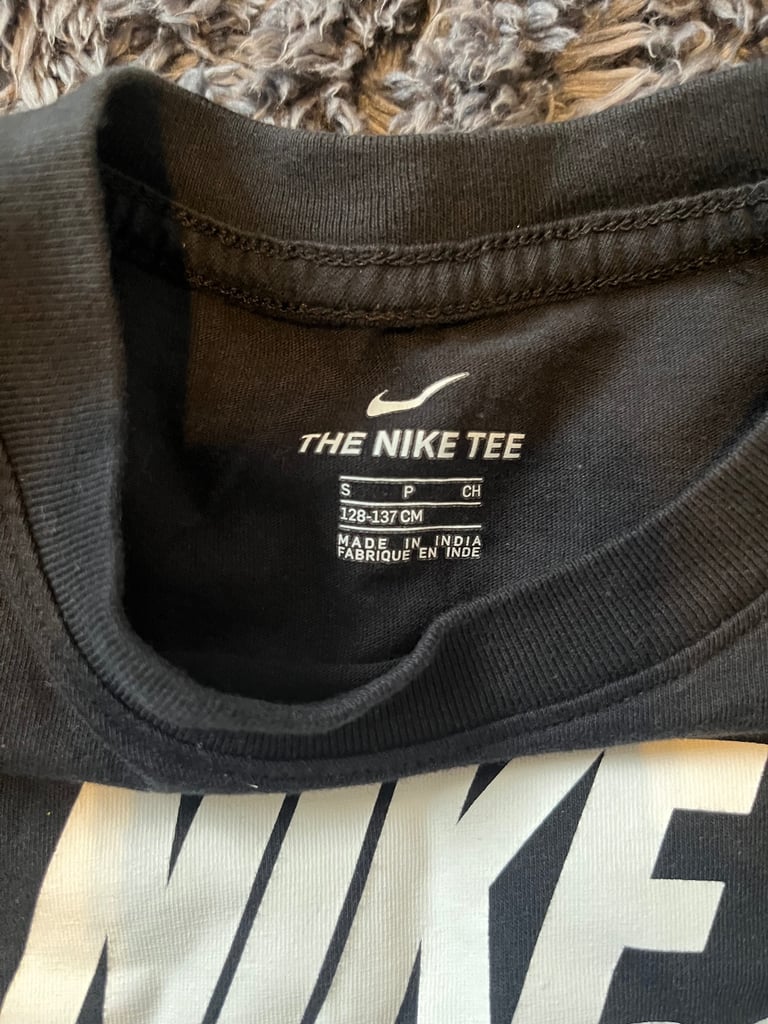 THE NIKE TEE
S P CH
128-137 CM
MADE IN INDIA
FABRIQUE EN INDE
NIKE